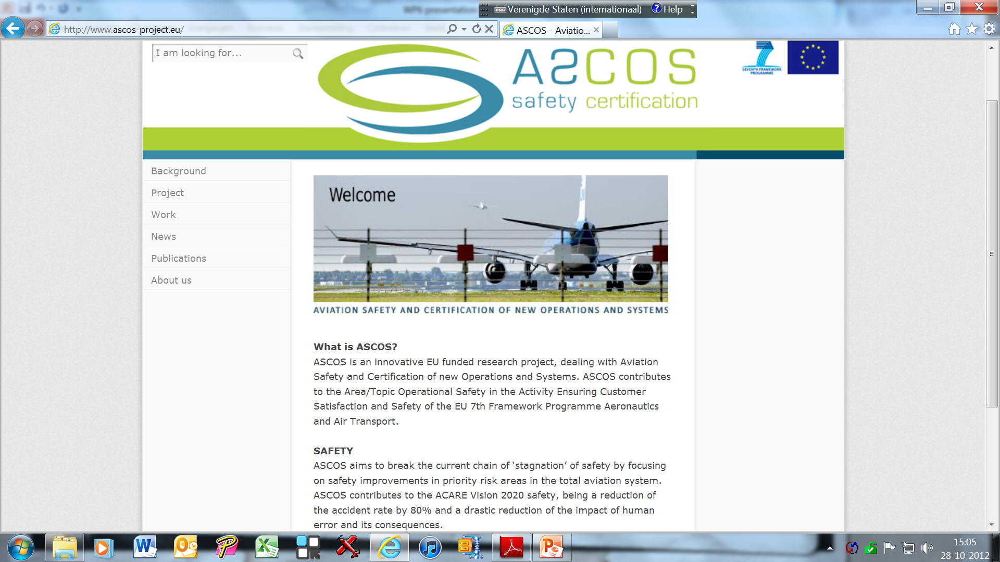 WP6 presentation
Verenigde Staten (internationaal) Help
http://www.ascos-project.eu/
ASCOS - Aviatio...
I am looking for...
ASCOS
safety certification
SEVENTH FRAMEWORK
PROGRAMME
Background
Project
Work
News
Publications
About us
Welcome
AVIATION SAFETY AND CERTIFICATION OF NEW OPERATIONS AND SYSTEMS
What is ASCOS?
ASCOS is an innovative EU funded research project, dealing with Aviation
Safety and Certification of new Operations and Systems. ASCOS contributes
to the Area/Topic Operational Safety in the Activity Ensuring Customer
Satisfaction and Safety of the EU 7th Framework Programme Aeronautics
and Air Transport.
SAFETY
ASCOS aims to break the current chain of ‘stagnation’ of safety by focusing
on safety improvements in priority risk areas in the total aviation system.
ASCOS contributes to the ACARE Vision 2020 safety, being a reduction of
the accident rate by 80% and a drastic reduction of the impact of human
error and its consequences.
15:05
28-10-2012